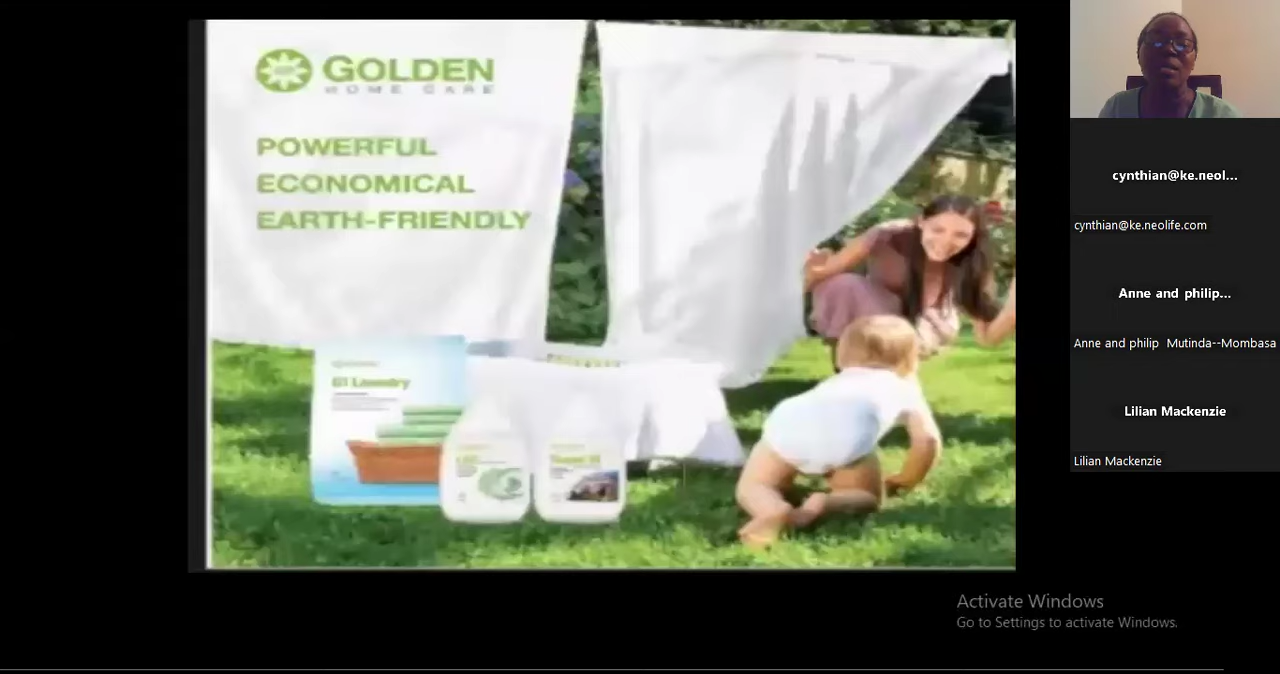 GOLDEN
HOME CARE
POWERFUL
ECONOMICAL
EARTH-FRIENDLY
G1 Laundry
cynthian@ke.neol...
cynthian@ke.neolife.com
Anne and philip...
Anne and philip Mutinda--Mombasa
Lilian Mackenzie
Lilian Mackenzie
Activate Windows
Go to Settings to activate Windows.